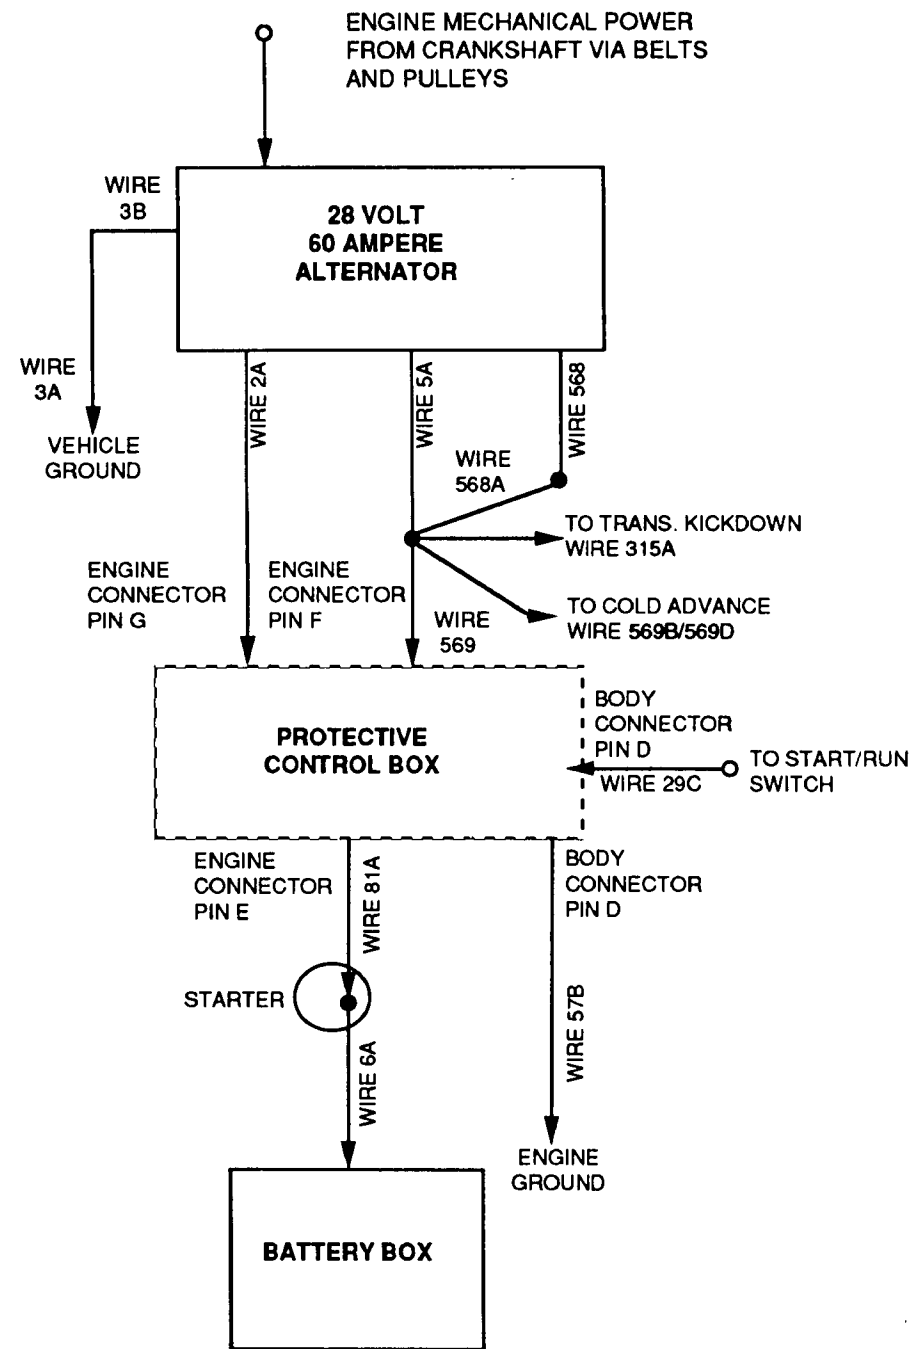 ENGINE MECHANICAL POWER
FROM CRANKSHAFT VIA BELTS
AND PULLEYS
WIRE
3B
28 VOLT
60 AMPERE
ALTERNATOR
WIRE
3A
VEHICLE
GROUND
WIRE 2A
WIRE 5A
WIRE 568
WIRE
568A
TO TRANS. KICKDOWN
WIRE 315A
ENGINE
CONNECTOR
PIN G
ENGINE
CONNECTOR
PIN F
TO COLD ADVANCE
WIRE 569B/569D
WIRE
569
PROTECTIVE
CONTROL BOX
BODY
CONNECTOR
PIN D
WIRE 29C
TO START/RUN
SWITCH
ENGINE
CONNECTOR
PIN E
WIRE 81A
BODY
CONNECTOR
PIN D
STARTER
WIRE 6A
WIRE 57B
ENGINE
GROUND
BATTERY BOX